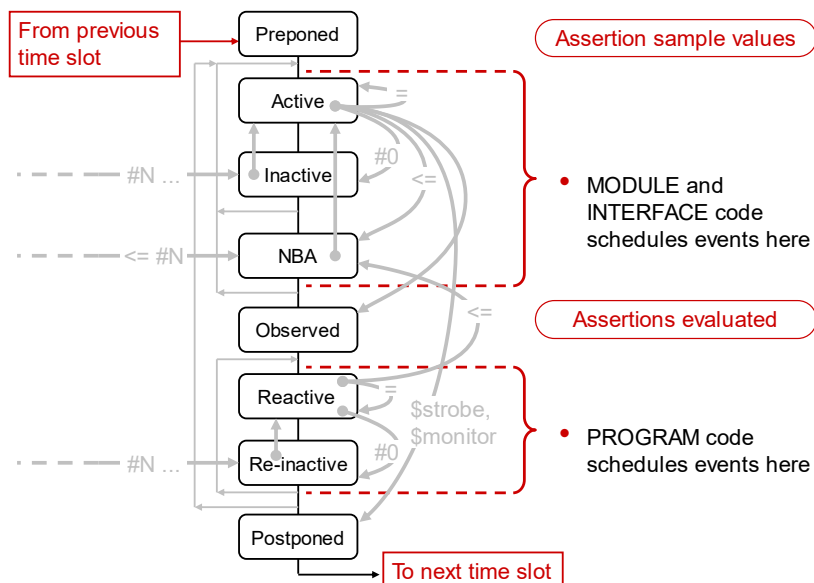 From previous
time slot
Preponed
Assertion sample values
Active
=
#0
<=
#N ...
Inactive
• MODULE and
INTERFACE code
schedules events here
<= #N
NBA
<=
Observed
Assertions evaluated
Reactive
=
$strobe,
$monitor
#0
#N ...
Re-inactive
• PROGRAM code
schedules events here
Postponed
To next time slot